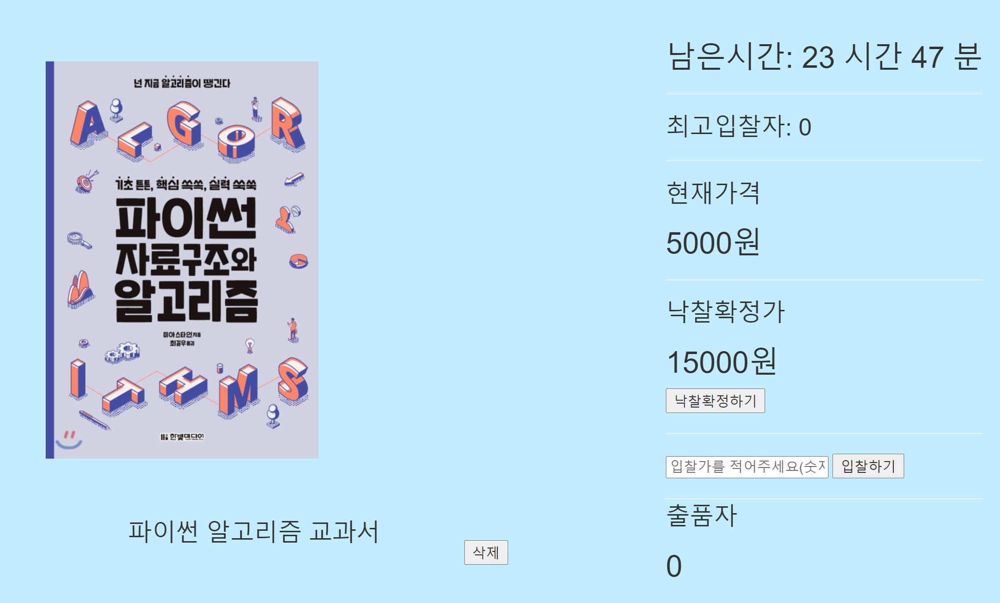 넌 지금 알고리즘이 땡긴다
ALGOR
기초 튼튼, 핵심 쏙쏙, 실력 쑥쑥
파이썬
자료구조와
알고리즘
미아 스타인 지음
최길우 옮김
ITHMS
한빛미디어
파이썬 알고리즘 교과서
삭제
남은시간: 23 시간 47 분
최고입찰자: 0
현재가격
5000원
낙찰확정가
15000원
낙찰확정하기
입찰가를 적어주세요(숫자
입찰하기
출품자
0